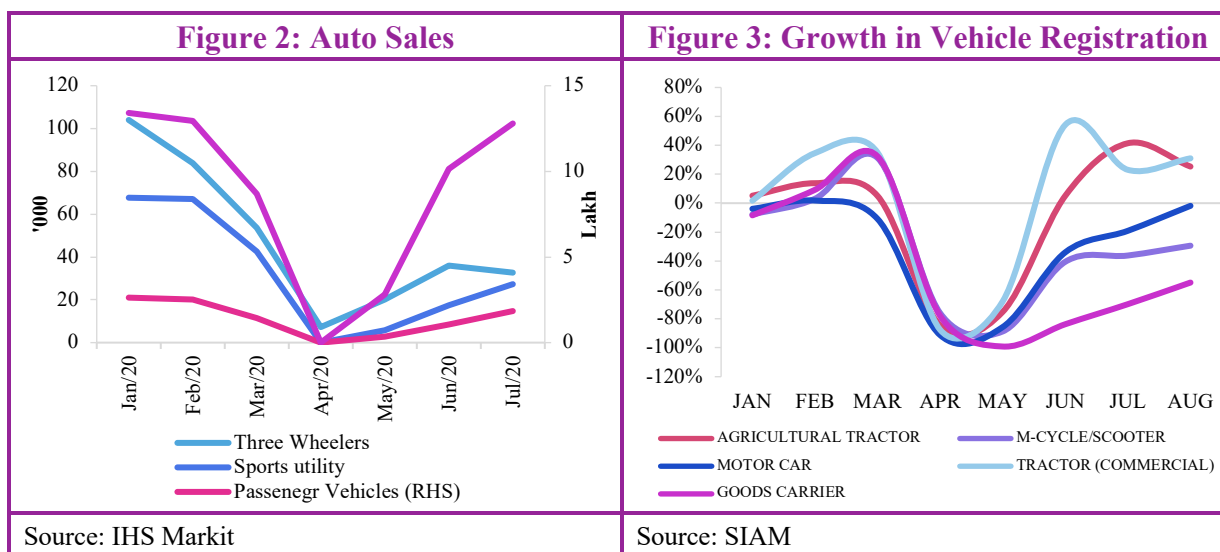 Figure 2: Auto Sales
120
100
80
60
40
20
0
'000
15
10
5
0
Lakh
Jan/20
Feb/20
Mar/20
Apr/20
May/20
Jun/20
Jul/20
Three Wheelers
Sports utility
Passenegr Vehicles (RHS)
Source: IHS Markit
Figure 3: Growth in Vehicle Registration
80%
60%
40%
20%
0%
-20%
-40%
-60%
-80%
-100%
-120%
JAN FEB MAR APR MAY JUN JUL AUG
AGRICULTURAL TRACTOR M-CYCLE/SCOOTER
MOTOR CAR TRACTOR (COMMERCIAL)
GOODS CARRIER
Source: SIAM